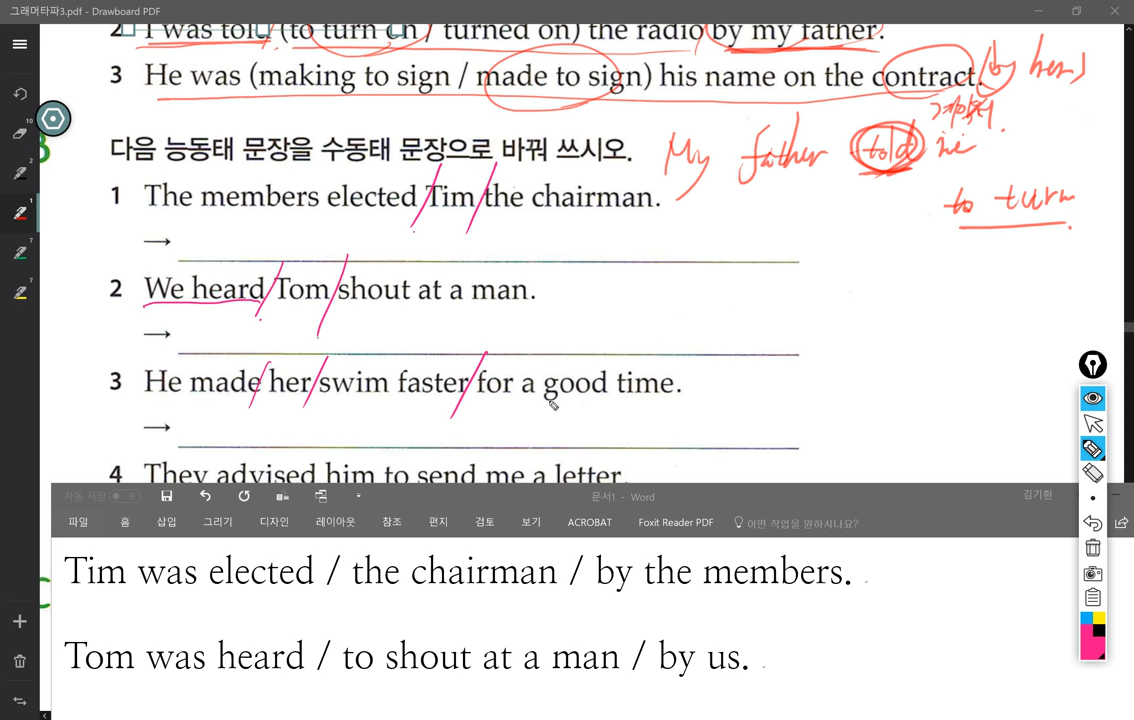 그래머타파3.pdf - Drawboard PDF
2 I was told (to turn on / turned on) the radio by my father.
3 He was (making to sign / made to sign) his name on the contract. (by her)
계약서.
다음 능동태 문장을 수동태 문장으로 바꿔 쓰시오.
My father told me
to turn
1 The members elected Tim the chairman.
→
2 We heard Tom shout at a man.
→
3 He made her swim faster for a good time.
→
4 They advised him to send me a letter.
자동 저장 문서1 - Word 김기환
파일 홈 삽입 그리기 디자인 레이아웃 참조 편지 검토 보기 ACROBAT Foxit Reader PDF 어떤 작업을 원하시나요?
Tim was elected / the chairman / by the members.
Tom was heard / to shout at a man / by us.
10
2
1
7
7